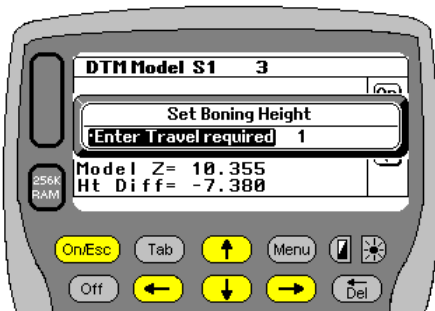 DTM Model S1 3
On
Set Boning Height
·Enter Travel required 1
Model Z= 10.355
Ht Diff= -7.380
256K
RAM
On/Esc Tab Menu
Off Del